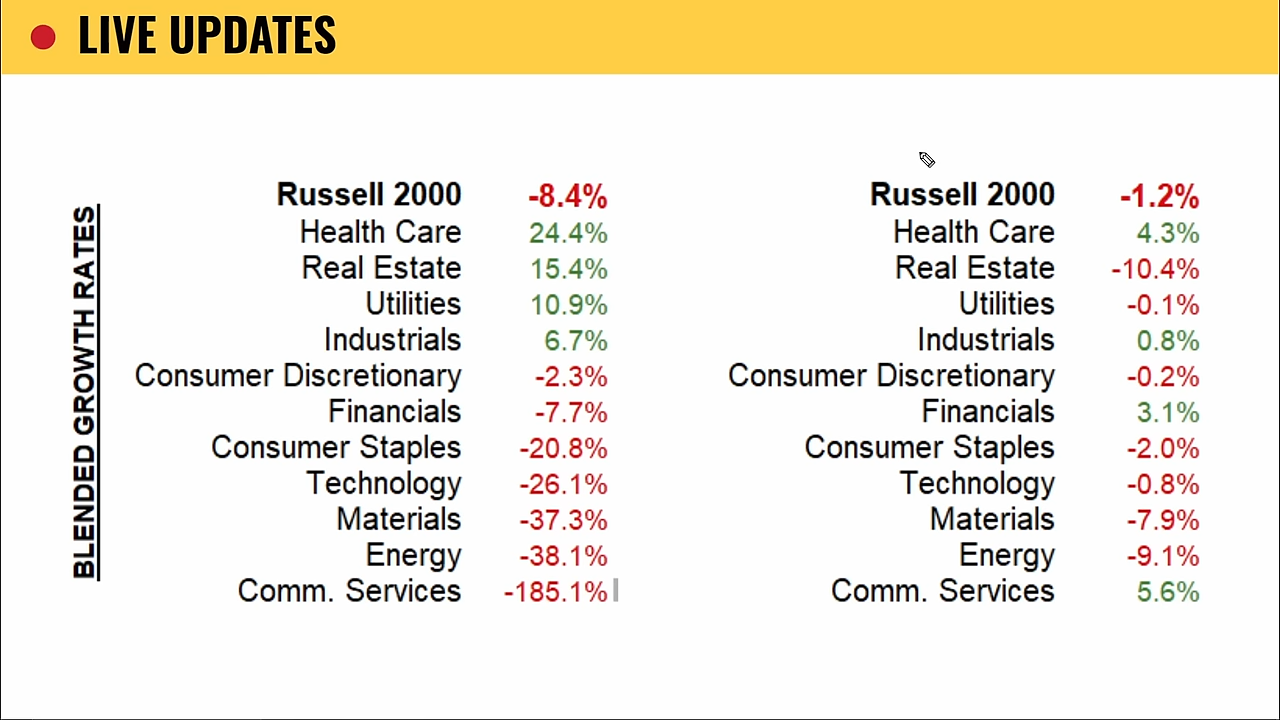 LIVE UPDATES
BLENDED GROWTH RATES
Russell 2000 -8.4%
Health Care 24.4%
Real Estate 15.4%
Utilities 10.9%
Industrials 6.7%
Consumer Discretionary -2.3%
Financials -7.7%
Consumer Staples -20.8%
Technology -26.1%
Materials -37.3%
Energy -38.1%
Comm. Services -185.1%
Russell 2000 -1.2%
Health Care 4.3%
Real Estate -10.4%
Utilities -0.1%
Industrials 0.8%
Consumer Discretionary -0.2%
Financials 3.1%
Consumer Staples -2.0%
Technology -0.8%
Materials -7.9%
Energy -9.1%
Comm. Services 5.6%